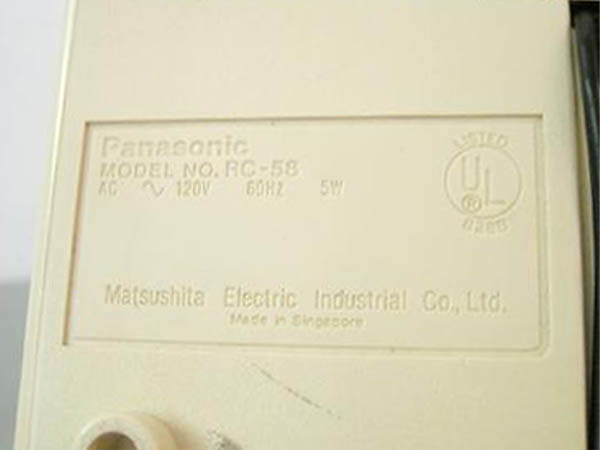 Panasonic
MODEL NO. RC-58
AC ∿ 120V 60Hz 5W
LISTED
UL
®
Matsushita Electric Industrial Co., Ltd.
Made in Singapore